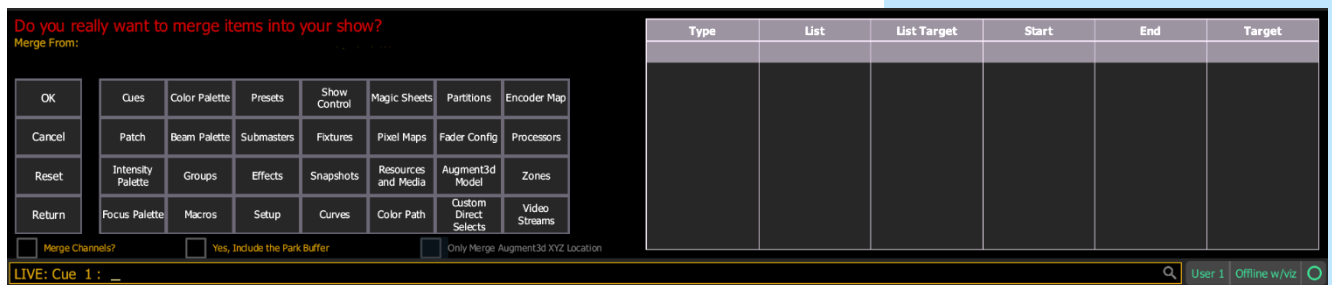 Do you really want to merge items into your show?
Merge From:
Type List List Target Start End Target
OK Cues Color Palette Presets Show Control Magic Sheets Partitions Encoder Map
Cancel Patch Beam Palette Submasters Fixtures Pixel Maps Fader Config Processors
Reset Intensity Palette Groups Effects Snapshots Resources and Media Augment3d Model Zones
Return Focus Palette Macros Setup Curves Color Path Custom Direct Selects Video Streams
Merge Channels? Yes, Include the Park Buffer Only Merge Augment3d XYZ Location
LIVE: Cue 1 : _ User 1 Offline w/viz